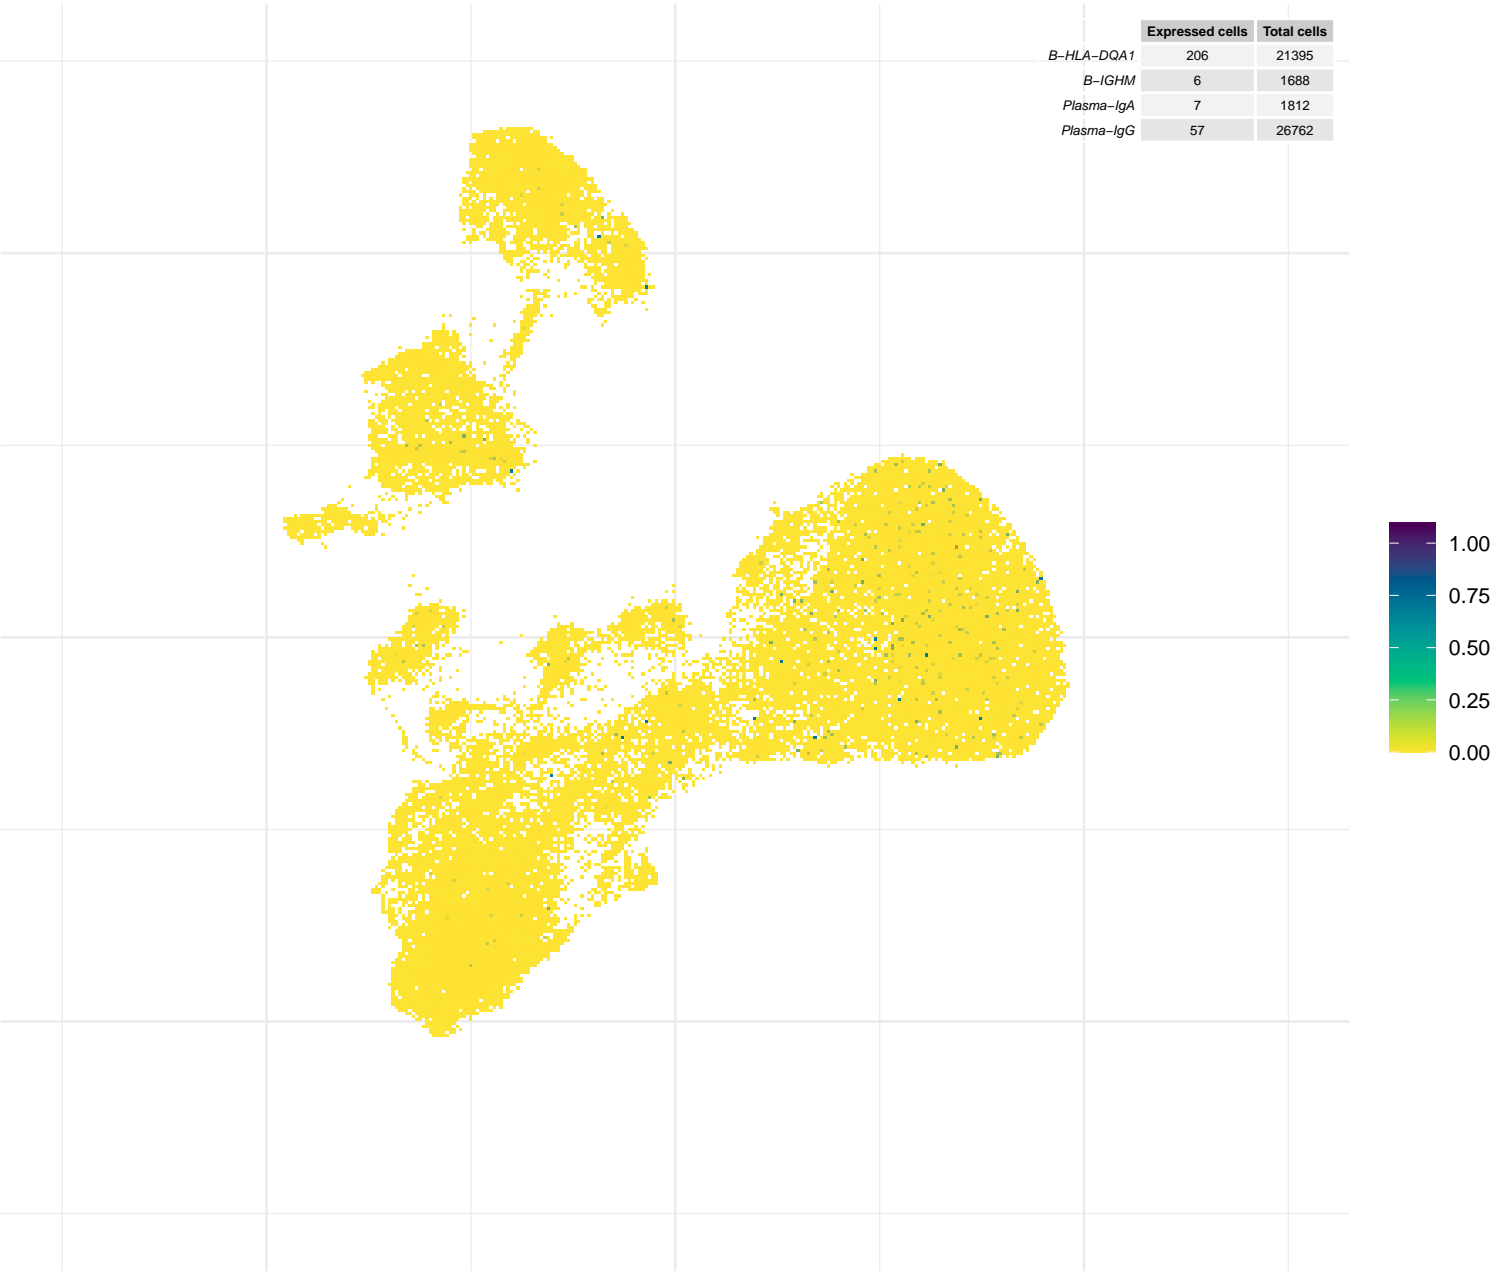 Expressed cells Total cells
B−HLA−DQA1 206 21395
B−IGHM 6 1688
Plasma−IgA 7 1812
Plasma−IgG 57 26762
1.00
0.75
0.50
0.25
0.00